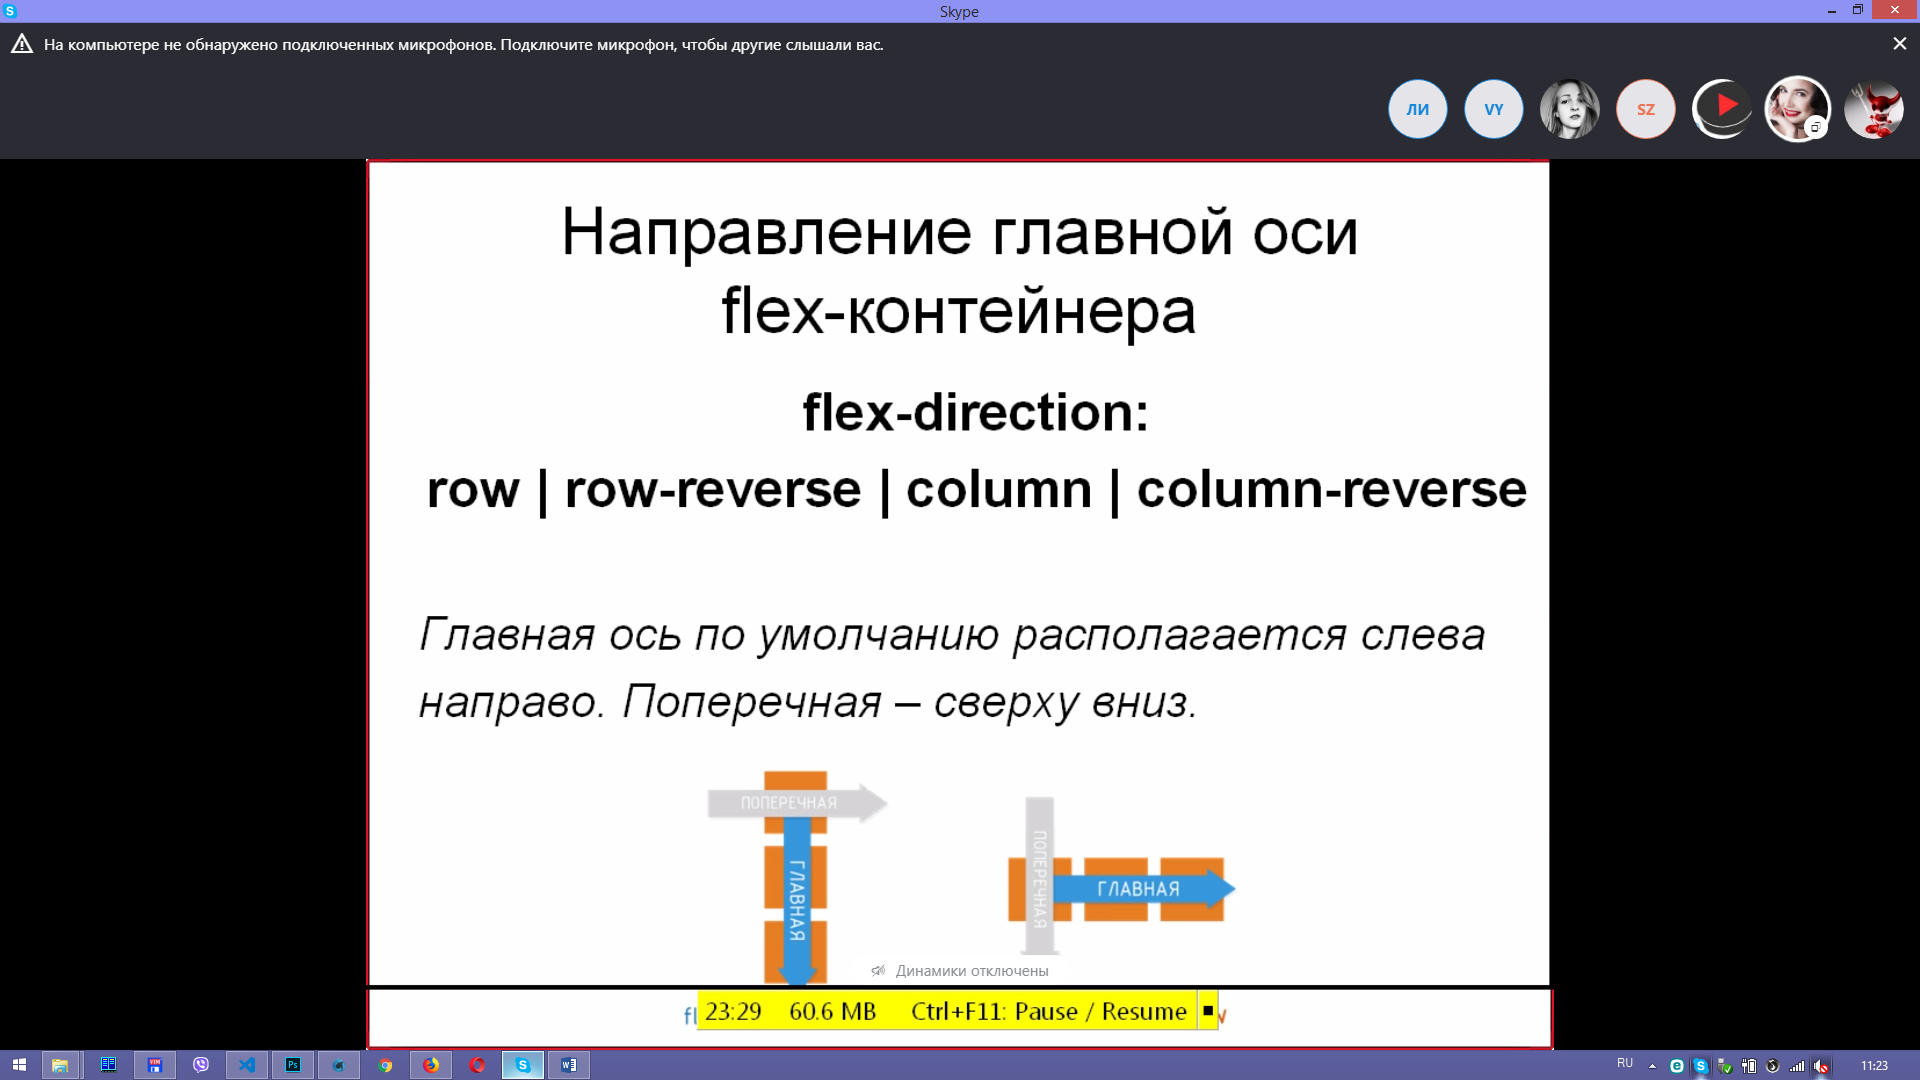 Skype
На компьютере не обнаружено подключенных микрофонов. Подключите микрофон, чтобы другие слышали вас.
ЛИ VY SZ
Направление главной оси
flex-контейнера
flex-direction:
row | row-reverse | column | column-reverse
Главная ось по умолчанию располагается слева
направо. Поперечная – сверху вниз.
ПОПЕРЕЧНАЯ
ГЛАВНАЯ
ПОПЕРЕЧНАЯ
ГЛАВНАЯ
Динамики отключены
23:29 60.6 MB Ctrl+F11: Pause / Resume
RU 11:23